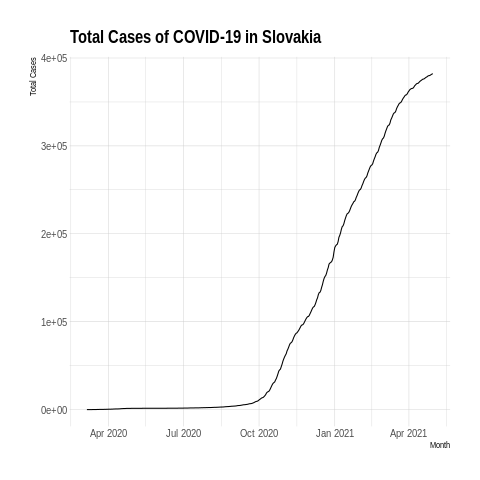 Total Cases of COVID-19 in Slovakia
Total Cases
4e+05
3e+05
2e+05
1e+05
0e+00
Apr 2020 Jul 2020 Oct 2020 Jan 2021 Apr 2021
Month